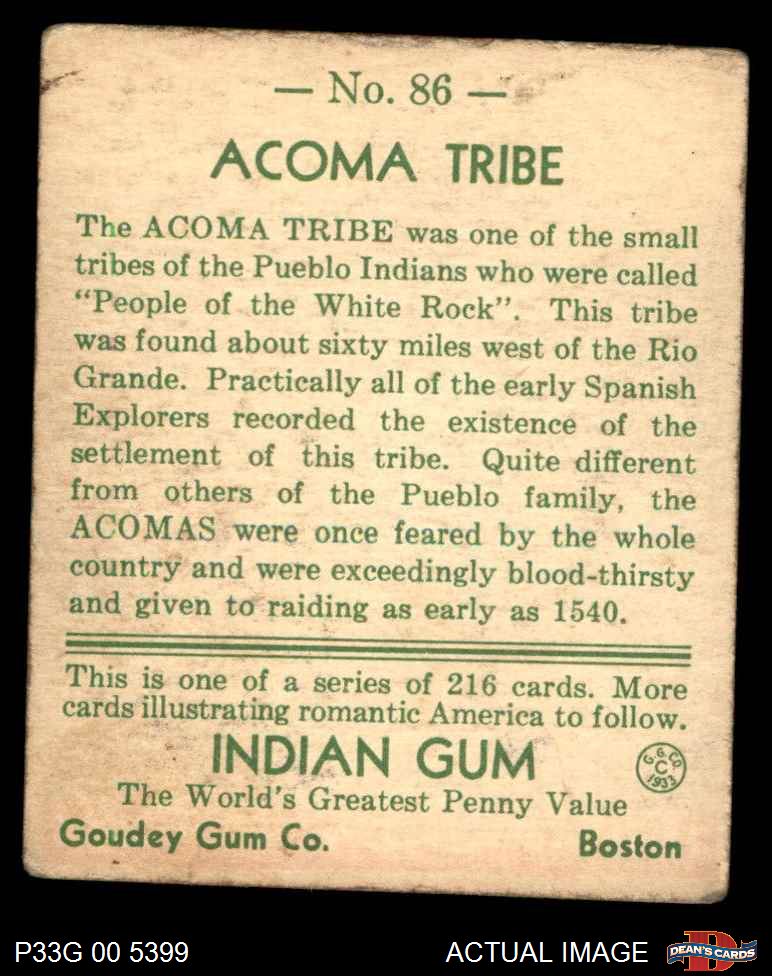 — No. 86 —
ACOMA TRIBE
The ACOMA TRIBE was one of the small
tribes of the Pueblo Indians who were called
"People of the White Rock". This tribe
was found about sixty miles west of the Rio
Grande. Practically all of the early Spanish
Explorers recorded the existence of the
settlement of this tribe. Quite different
from others of the Pueblo family, the
ACOMAS were once feared by the whole
country and were exceedingly blood-thirsty
and given to raiding as early as 1540.
This is one of a series of 216 cards. More
cards illustrating romantic America to follow.
INDIAN GUM
G. G. CO.
C
1933
The World's Greatest Penny Value
Goudey Gum Co. Boston
P33G 00 5399 ACTUAL IMAGE D DEAN'S CARDS